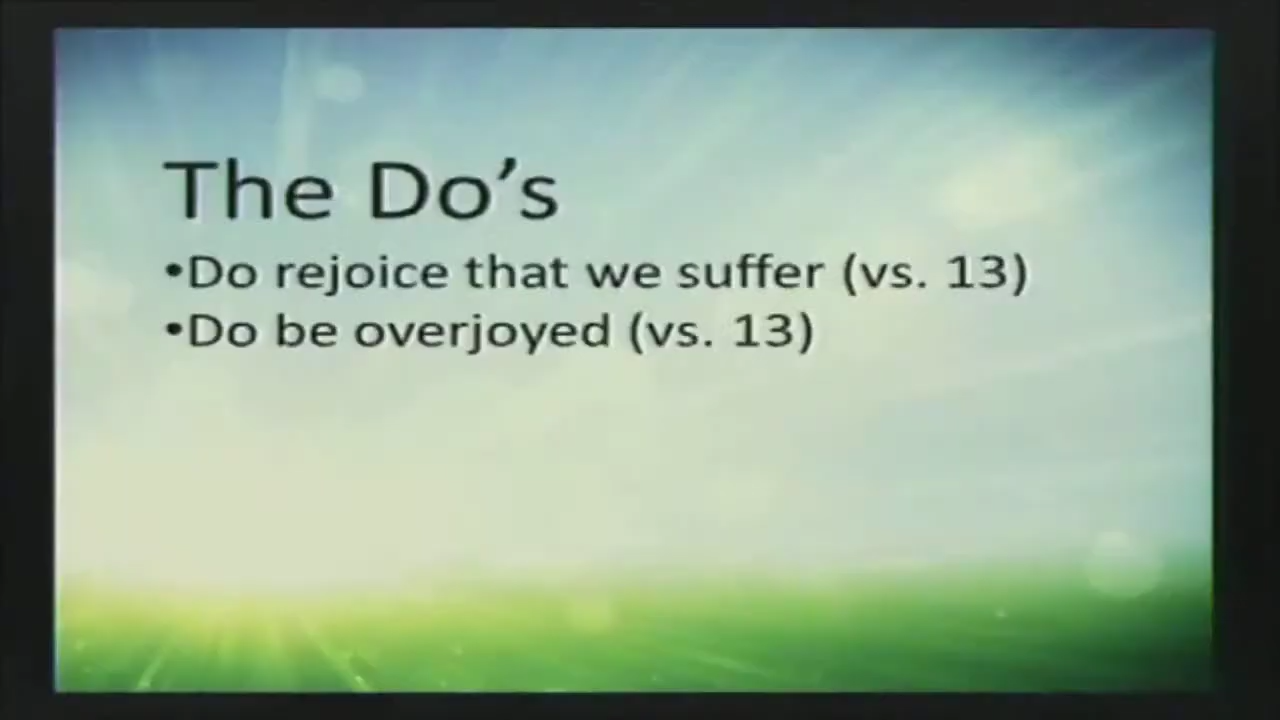 The Do’s
•Do rejoice that we suffer (vs. 13)
•Do be overjoyed (vs. 13)